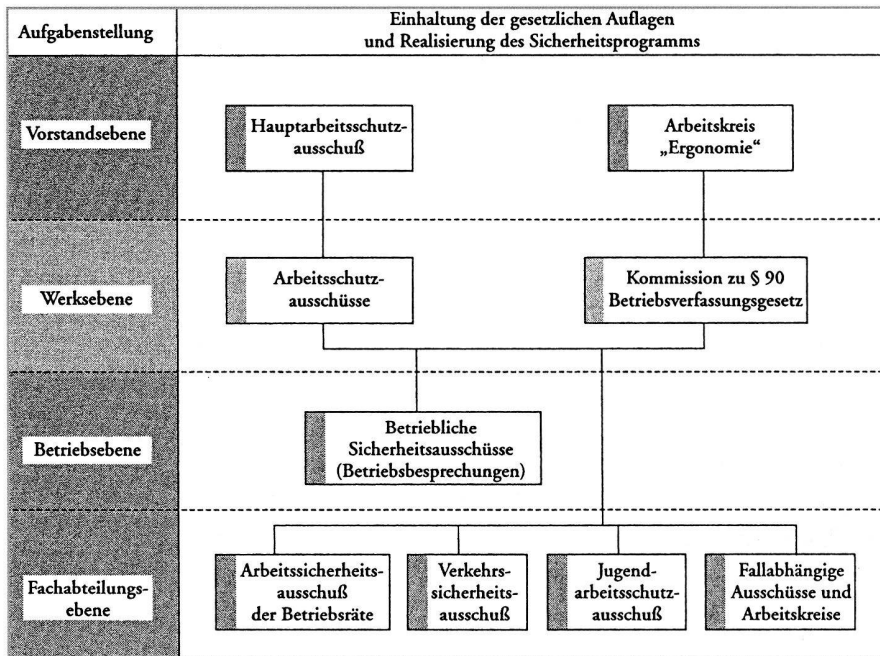 Aufgabenstellung
Einhaltung der gesetzlichen Auflagen
und Realisierung des Sicherheitsprogramms
Vorstandsebene
Hauptarbeitsschutz-
ausschuß
Arbeitskreis
„Ergonomie“
Werksebene
Arbeitsschutz-
ausschüsse
Kommission zu § 90
Betriebsverfassungsgesetz
Betriebsebene
Betriebliche
Sicherheitsausschüsse
(Betriebsbesprechungen)
Fachabteilungs-
ebene
Arbeitssicherheits-
ausschuß
der Betriebsräte
Verkehrs-
sicherheits-
ausschuß
Jugend-
arbeitsschutz-
ausschuß
Fallabhängige
Ausschüsse und
Arbeitskreise